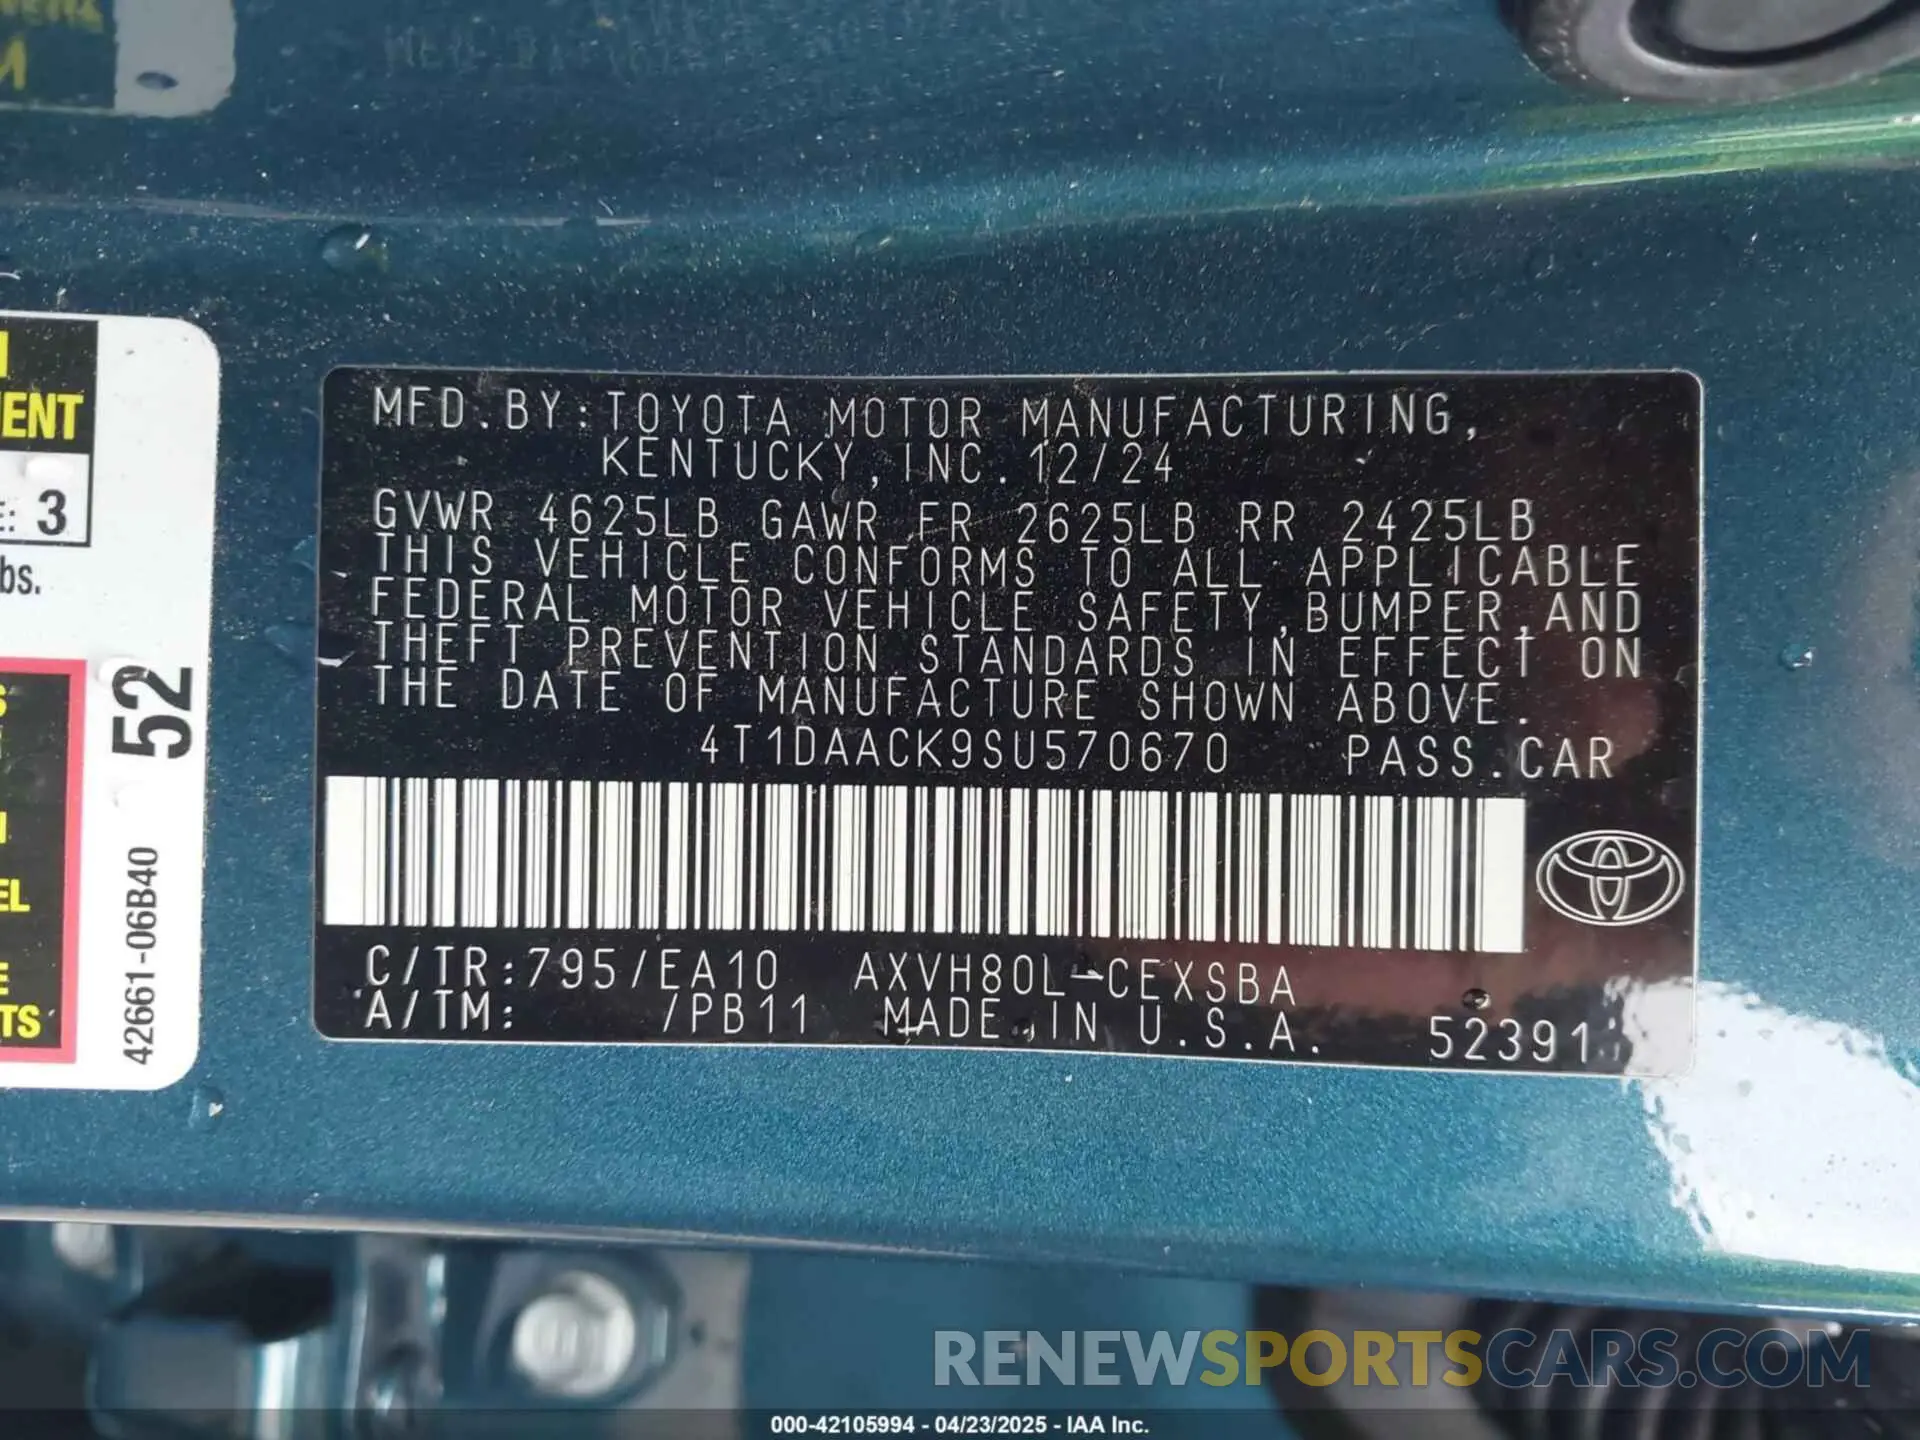 MFD.BY:TOYOTA MOTOR MANUFACTURING,
KENTUCKY,INC.12/24
GVWR 4625LB GAWR FR 2625LB RR 2425LB
THIS VEHICLE CONFORMS TO ALL APPLICABLE
FEDERAL MOTOR VEHICLE SAFETY,BUMPER,AND
THEFT PREVENTION STANDARDS IN EFFECT ON
THE DATE OF MANUFACTURE SHOWN ABOVE.
4T1DAACK9SU570670 PASS.CAR
C/TR:795/EA10 AXVH80L-CEXSBA
A/TM: /PB11 MADE IN U.S.A. 52391
ENT
: 3
bs.
52
EL
E
TS
42661-06B40
RENEWSPORTSCARS.COM
000-42105994 - 04/23/2025 - IAA Inc.